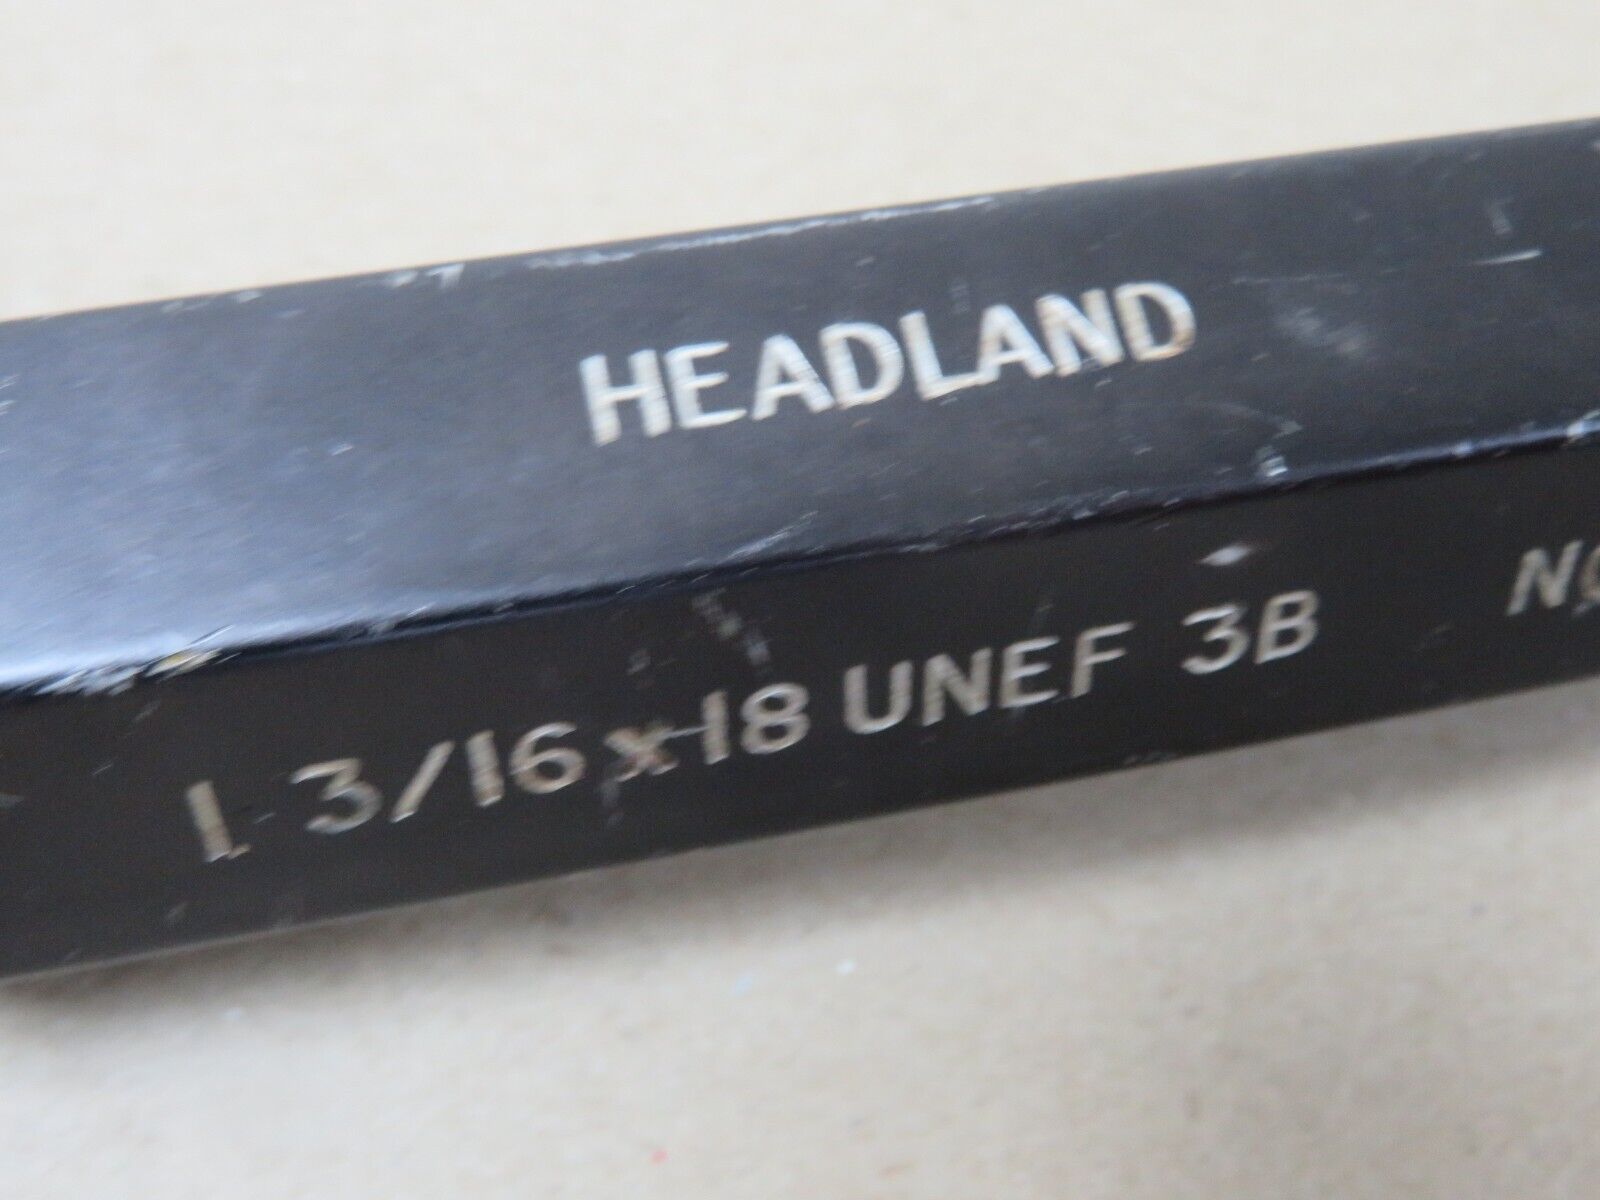 HEADLAND
1 3/16 x 18 UNEF 3B